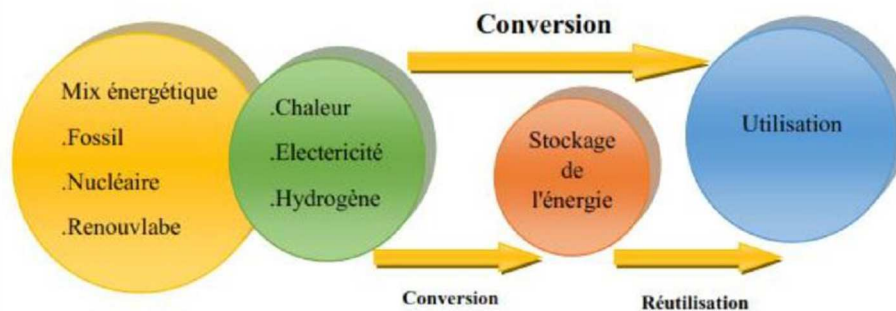 Conversion
Mix énergétique
.Fossil
.Nucléaire
.Renouvlabe
.Chaleur
.Electericité
.Hydrogène
Stockage
de
l'énergie
Utilisation
Conversion
Réutilisation